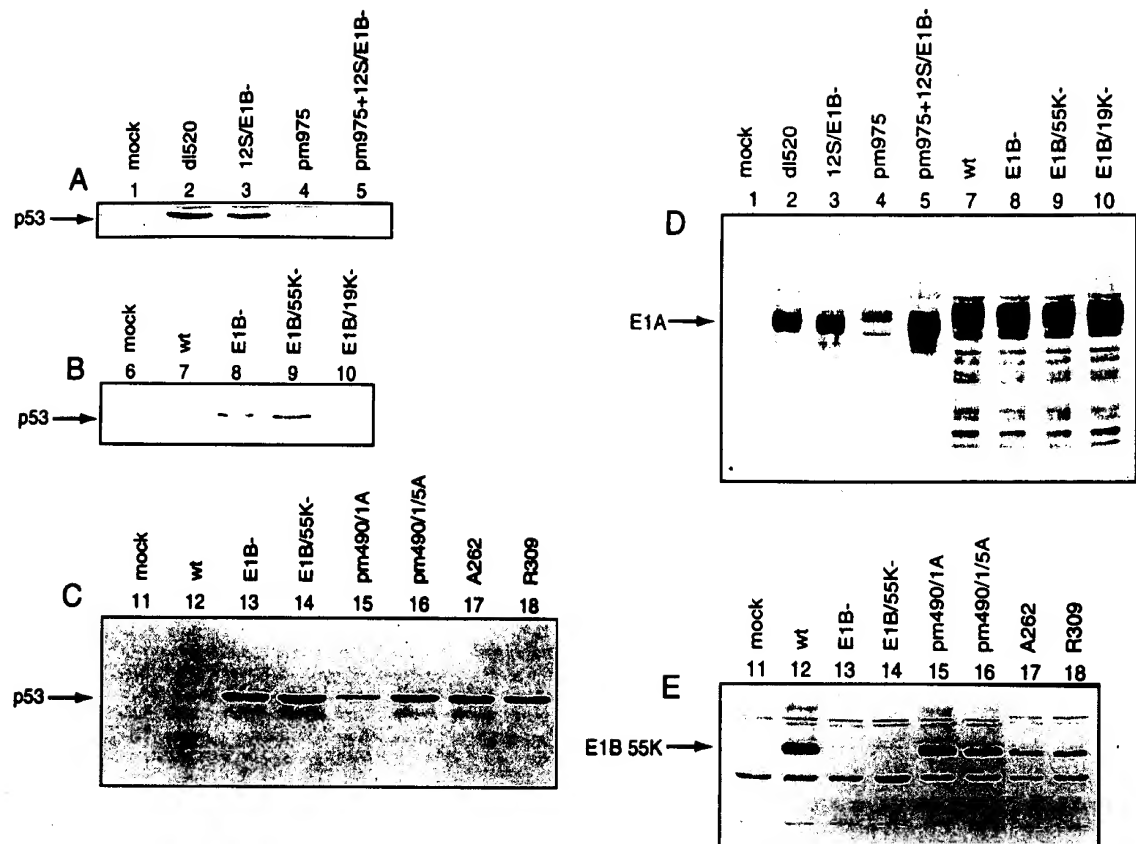 A
mock
dl520
12S/E1B-
pm975
pm975+12S/E1B-
1 2 3 4 5
p53
B
mock
wt
E1B-
E1B/55K-
E1B/19K-
6 7 8 9 10
p53
C
mock
wt
E1B-
E1B/55K-
pm490/1A
pm490/1/5A
A262
R309
11 12 13 14 15 16 17 18
p53
D
mock
dl520
12S/E1B-
pm975
pm975+12S/E1B-
wt
E1B-
E1B/55K-
E1B/19K-
1 2 3 4 5 7 8 9 10
E1A
E
mock
wt
E1B-
E1B/55K-
pm490/1A
pm490/1/5A
A262
R309
11 12 13 14 15 16 17 18
E1B 55K